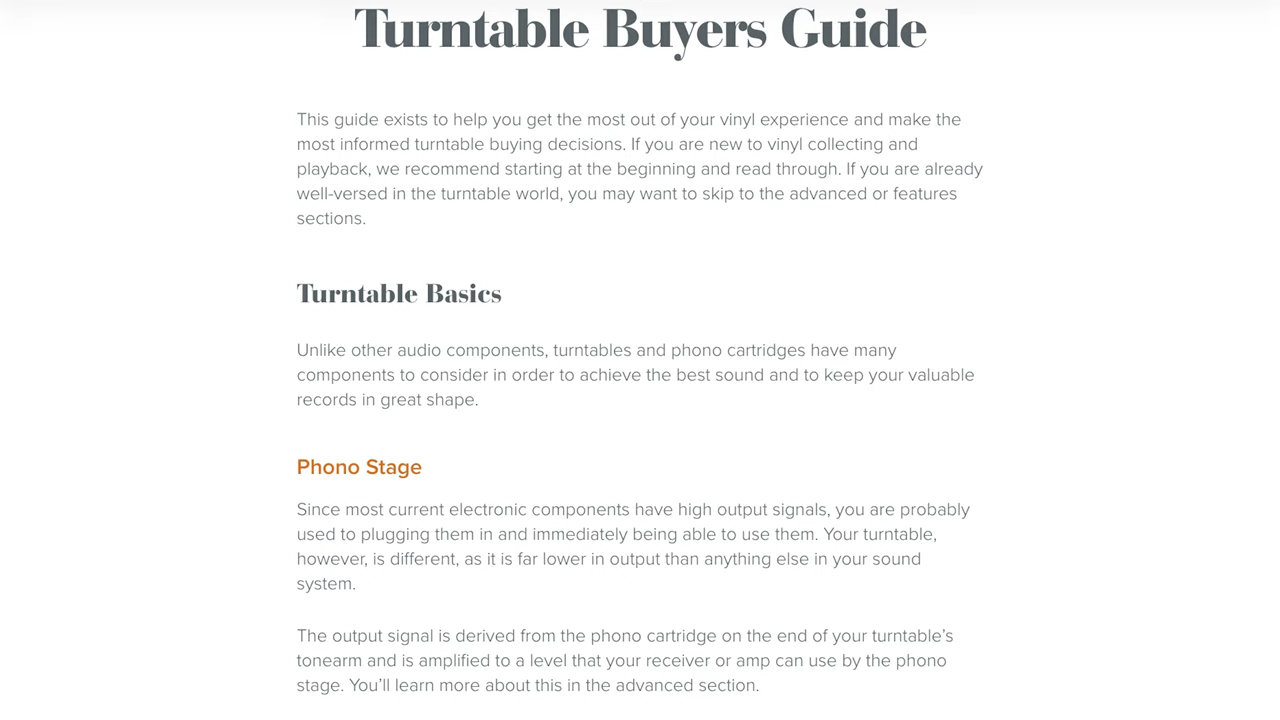 Turntable Buyers Guide
This guide exists to help you get the most out of your vinyl experience and make the
most informed turntable buying decisions. If you are new to vinyl collecting and
playback, we recommend starting at the beginning and read through. If you are already
well-versed in the turntable world, you may want to skip to the advanced or features
sections.
Turntable Basics
Unlike other audio components, turntables and phono cartridges have many
components to consider in order to achieve the best sound and to keep your valuable
records in great shape.
Phono Stage
Since most current electronic components have high output signals, you are probably
used to plugging them in and immediately being able to use them. Your turntable,
however, is different, as it is far lower in output than anything else in your sound
system.
The output signal is derived from the phono cartridge on the end of your turntable’s
tonearm and is amplified to a level that your receiver or amp can use by the phono
stage. You’ll learn more about this in the advanced section.